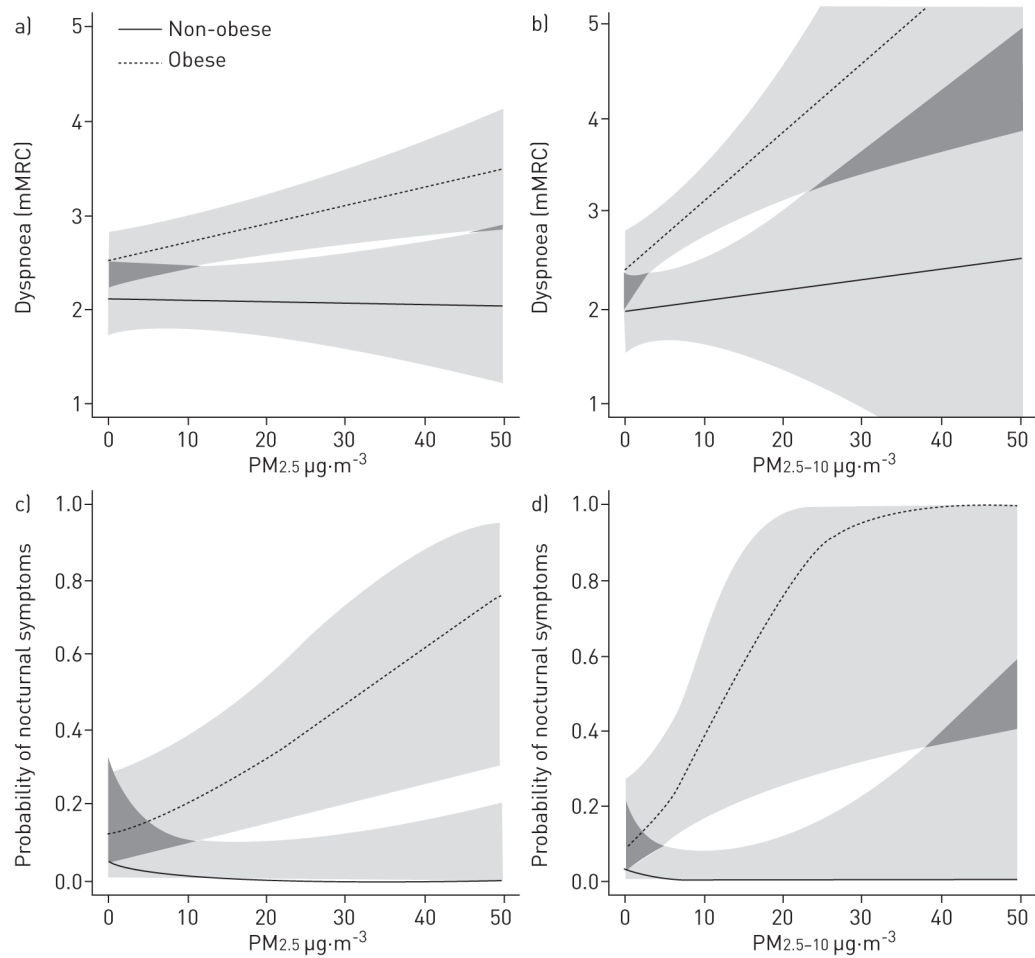 a)
Non-obese
Obese
Dyspnoea (mMRC)
5
4
3
2
1
0 10 20 30 40 50
PM2.5 µg·m-3
b)
Dyspnoea (mMRC)
5
4
3
2
1
0 10 20 30 40 50
PM2.5–10 µg·m-3
c)
Probability of nocturnal symptoms
1.0
0.8
0.6
0.4
0.2
0.0
0 10 20 30 40 50
PM2.5 µg·m-3
d)
Probability of nocturnal symptoms
1.0
0.8
0.6
0.4
0.2
0.0
0 10 20 30 40 50
PM2.5–10 µg·m-3